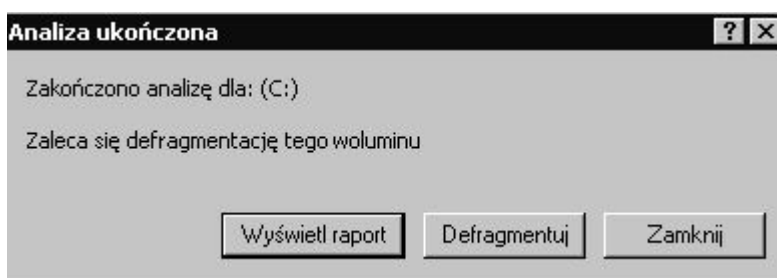 Analiza ukończona
Zakończono analizę dla: (C:)
Zaleca się defragmentację tego woluminu
Wyświetl raport Defragmentuj Zamknij